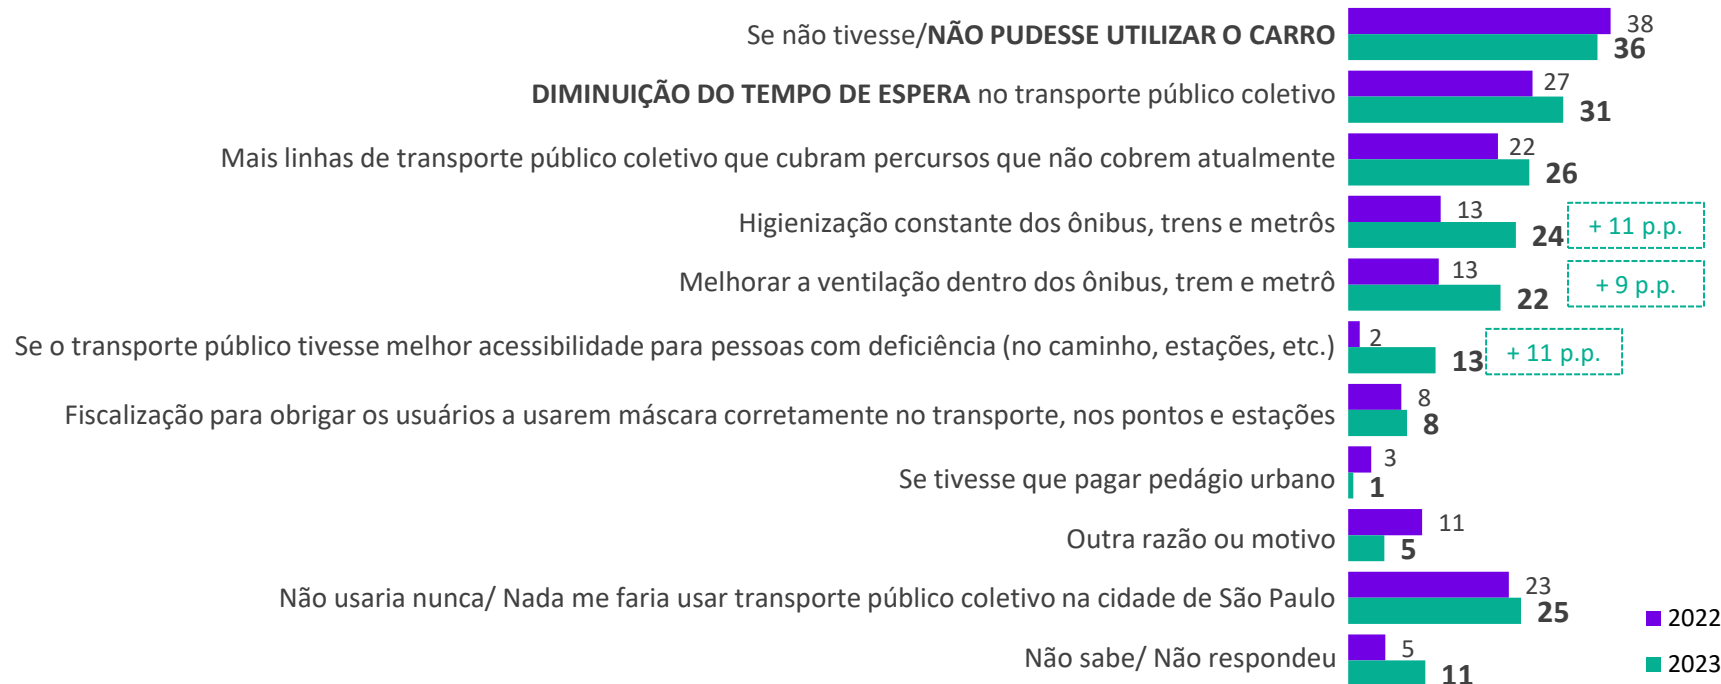 Se não tivesse/NÃO PUDESSE UTILIZAR O CARRO
38
36
DIMINUIÇÃO DO TEMPO DE ESPERA no transporte público coletivo
27
31
Mais linhas de transporte público coletivo que cubram percursos que não cobrem atualmente
22
26
Higienização constante dos ônibus, trens e metrôs
13
24
+ 11 p.p.
Melhorar a ventilação dentro dos ônibus, trem e metrô
13
22
+ 9 p.p.
Se o transporte público tivesse melhor acessibilidade para pessoas com deficiência (no caminho, estações, etc.)
2
13
+ 11 p.p.
Fiscalização para obrigar os usuários a usarem máscara corretamente no transporte, nos pontos e estações
8
8
Se tivesse que pagar pedágio urbano
3
1
Outra razão ou motivo
11
5
Não usaria nunca/ Nada me faria usar transporte público coletivo na cidade de São Paulo
23
25
Não sabe/ Não respondeu
5
11
2022
2023